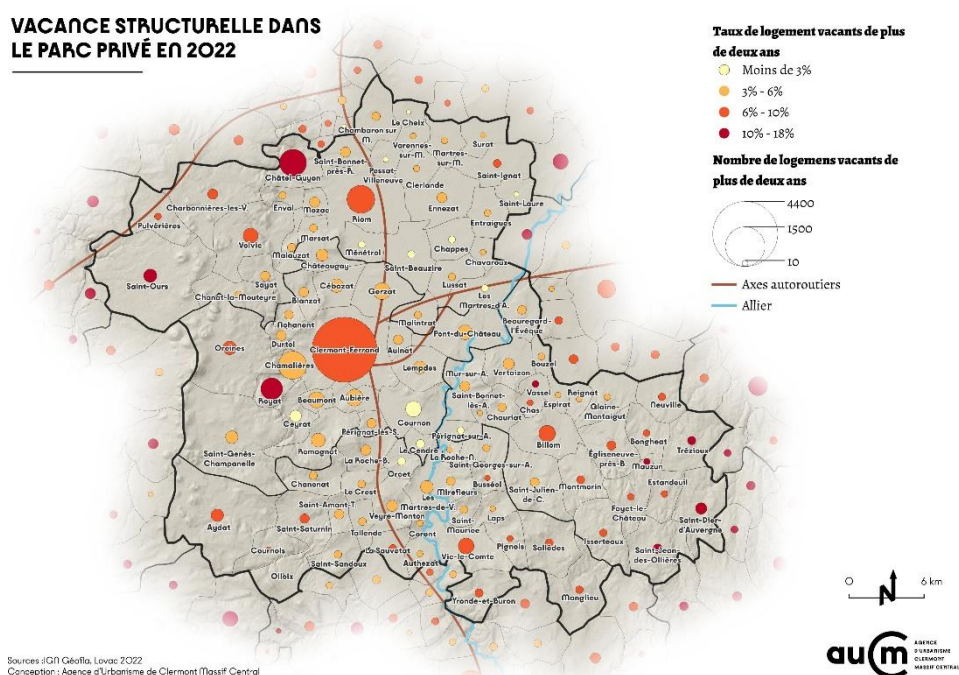 VACANCE STRUCTURELLE DANS
LE PARC PRIVÉ EN 2022
Taux de logement vacants de plus
de deux ans
Moins de 3%
3% - 6%
6% - 10%
10% - 18%
Nombre de logemens vacants de
plus de deux ans
4400
1500
10
Axes autoroutiers
Allier
Le Cheix
Chambaron sur
M.
Varennes-
sur-M.
Martres-
sur-M.
Surat
Saint-Bonnet-
près-R.
Pessat-
Villeneuve
Saint-Ignat
Châtel-Guyon
Clerlande
Charbonnières-les-V.
Enval
Mozac
Riom
Ennezat
Saint-Laure
Pulvérières
Entraigues
Volvic
Marsat
Ménétrol
Chappes
Malauzat
Châteaugay
Saint-Beauzire
Chavaroux
Saint-Ours
Sayat
Cébazat
Gerzat
Lussat
Chanat-la-Mouteyre
Blanzat
Les
Martres-d'A.
Nohanent
Malintrat
Beauregard-
l'Évêque
Durtol
Pont-du-Château
Orcines
Clermont-Ferrand
Aulnat
Chamalières
Lempdes
Mur-sur-A.
Vertaizon
Bouzel
Royat
Beaumont
Aubière
Saint-Bonnet-
lès-A.
Vassel
Reignat
Chas
Espirat
Glaine-
Montaigut
Neuville
Ceyrat
Cournon
Chauriat
Pérignat-lès-S.
Pérignat-sur-A.
Billom
Bongheat
Saint-Genès-
Champanelle
Romagnat
La Roche-B.
Le Cendre
La Roche-N.
Égliseneuve-
près-B.
Mauzun
Trézioux
Orcet
Saint-Georges-sur-A.
Chanonat
Le Crest
Les
Martres-de-V.
Mirefleurs
Busséol
Saint-Julien-
de-C.
Montmorin
Estandeuil
Saint-Amant-T.
Veyre-Monton
Fayet-le-
Château
Aydat
Saint-Saturnin
Tallende
Corent
Saint-
Maurice
Laps
Saint-Dier-
d'Auvergne
Isserteaux
Cournols
La Sauvetat
Authezat
Vic-le-Comte
Pignols
Sallèdes
Saint-Jean-
des-Ollières
Olloix
Saint-Sandoux
Yronde-et-Buron
Manglieu
0
6 km
N
Sources :IGN Géofla, Lovac 2022
Conception : Agence d'Urbanisme de Clermont Massif Central
aucm
AGENCE
D'URBANISME
CLERMONT
MASSIF CENTRAL